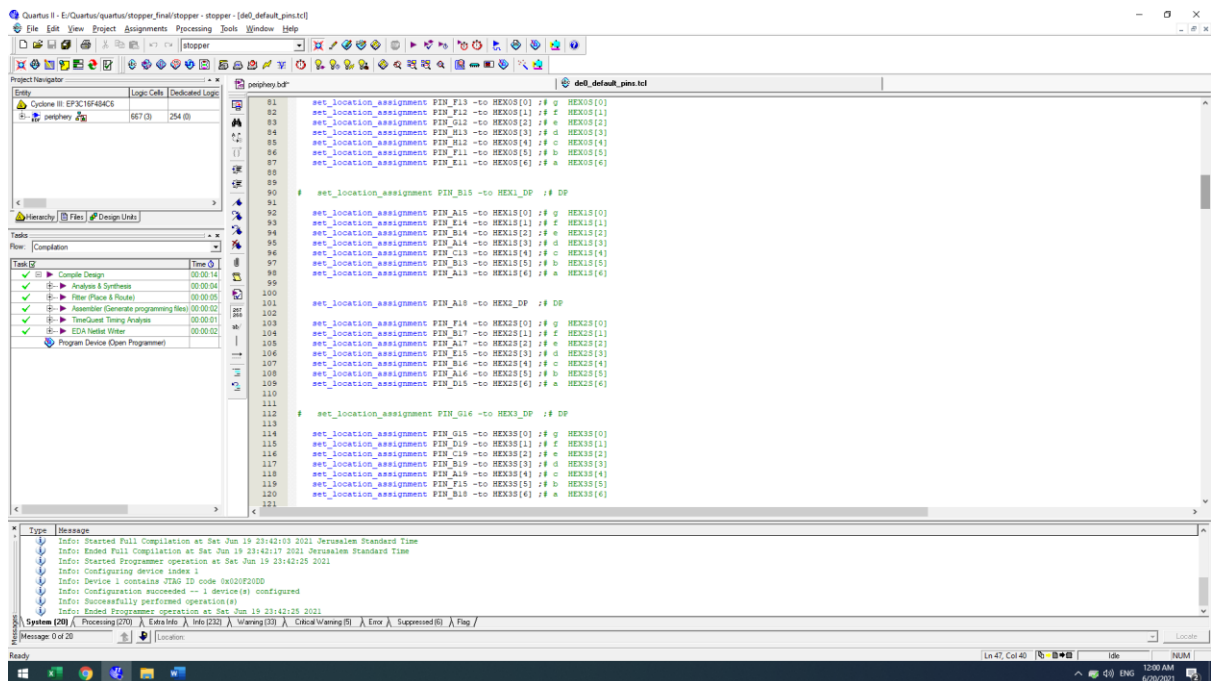 Quartus II - E:/Quartus/quartus/stopper_final/stopper - stopper - [de0_default_pins.tcl]
File Edit View Project Assignments Processing Tools Window Help
stopper
Project Navigator
periphery.bdf*
de0_default_pins.tcl
Entity Logic Cells Dedicated Logic
Cyclone III: EP3C16F484C6
periphery 667 (3) 254 (0)
Hierarchy Files Design Units
Tasks
Flow: Compilation
Task Time
Compile Design 00:00:14
Analysis & Synthesis 00:00:04
Fitter (Place & Route) 00:00:05
Assembler (Generate programming files) 00:00:02
TimeQuest Timing Analysis 00:00:01
EDA Netlist Writer 00:00:02
Program Device (Open Programmer)
81 set_location_assignment PIN_F13 -to HEX0S[0] ;# g HEX0S[0]
82 set_location_assignment PIN_F12 -to HEX0S[1] ;# f HEX0S[1]
83 set_location_assignment PIN_G12 -to HEX0S[2] ;# e HEX0S[2]
84 set_location_assignment PIN_H13 -to HEX0S[3] ;# d HEX0S[3]
85 set_location_assignment PIN_H12 -to HEX0S[4] ;# c HEX0S[4]
86 set_location_assignment PIN_F11 -to HEX0S[5] ;# b HEX0S[5]
87 set_location_assignment PIN_E11 -to HEX0S[6] ;# a HEX0S[6]
88
89
90 # set_location_assignment PIN_B15 -to HEX1_DP ;# DP
91
92 set_location_assignment PIN_A15 -to HEX1S[0] ;# g HEX1S[0]
93 set_location_assignment PIN_E14 -to HEX1S[1] ;# f HEX1S[1]
94 set_location_assignment PIN_B14 -to HEX1S[2] ;# e HEX1S[2]
95 set_location_assignment PIN_A14 -to HEX1S[3] ;# d HEX1S[3]
96 set_location_assignment PIN_C13 -to HEX1S[4] ;# c HEX1S[4]
97 set_location_assignment PIN_B13 -to HEX1S[5] ;# b HEX1S[5]
98 set_location_assignment PIN_A13 -to HEX1S[6] ;# a HEX1S[6]
99
100
101 set_location_assignment PIN_A18 -to HEX2_DP ;# DP
102
103 set_location_assignment PIN_F14 -to HEX2S[0] ;# g HEX2S[0]
104 set_location_assignment PIN_B17 -to HEX2S[1] ;# f HEX2S[1]
105 set_location_assignment PIN_A17 -to HEX2S[2] ;# e HEX2S[2]
106 set_location_assignment PIN_E15 -to HEX2S[3] ;# d HEX2S[3]
107 set_location_assignment PIN_B16 -to HEX2S[4] ;# c HEX2S[4]
108 set_location_assignment PIN_A16 -to HEX2S[5] ;# b HEX2S[5]
109 set_location_assignment PIN_D15 -to HEX2S[6] ;# a HEX2S[6]
110
111
112 # set_location_assignment PIN_G16 -to HEX3_DP ;# DP
113
114 set_location_assignment PIN_G15 -to HEX3S[0] ;# g HEX3S[0]
115 set_location_assignment PIN_D19 -to HEX3S[1] ;# f HEX3S[1]
116 set_location_assignment PIN_C19 -to HEX3S[2] ;# e HEX3S[2]
117 set_location_assignment PIN_B19 -to HEX3S[3] ;# d HEX3S[3]
118 set_location_assignment PIN_A19 -to HEX3S[4] ;# c HEX3S[4]
119 set_location_assignment PIN_F15 -to HEX3S[5] ;# b HEX3S[5]
120 set_location_assignment PIN_B18 -to HEX3S[6] ;# a HEX3S[6]
121
Messages
Type Message
Info: Started Full Compilation at Sat Jun 19 23:42:03 2021 Jerusalem Standard Time
Info: Ended Full Compilation at Sat Jun 19 23:42:17 2021 Jerusalem Standard Time
Info: Started Programmer operation at Sat Jun 19 23:42:25 2021
Info: Configuring device index 1
Info: Device 1 contains JTAG ID code 0x020F20DD
Info: Configuration succeeded -- 1 device(s) configured
Info: Successfully performed operation(s)
Info: Ended Programmer operation at Sat Jun 19 23:42:25 2021
System (20) Processing (270) Extra Info Info (232) Warning (33) Critical Warning (5) Error Suppressed (6) Flag
Message: 0 of 20 Location: Locate
Ready Ln 47, Col 40 Idle NUM
ENG 12:00 AM
6/20/2021